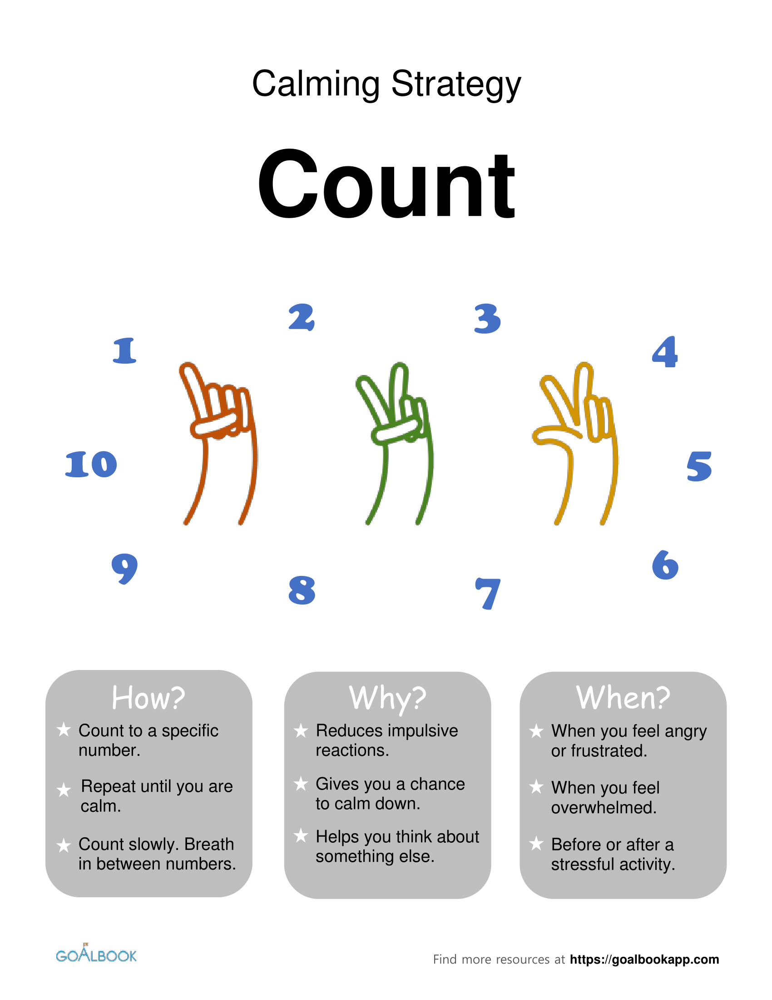 Calming Strategy
Count
1
2
3
4
5
6
7
8
9
10
How?
★ Count to a specific
number.
★ Repeat until you are
calm.
★ Count slowly. Breath
in between numbers.
Why?
★ Reduces impulsive
reactions.
★ Gives you a chance
to calm down.
★ Helps you think about
something else.
When?
★ When you feel angry
or frustrated.
★ When you feel
overwhelmed.
★ Before or after a
stressful activity.
GOALBOOK
Find more resources at https://goalbookapp.com